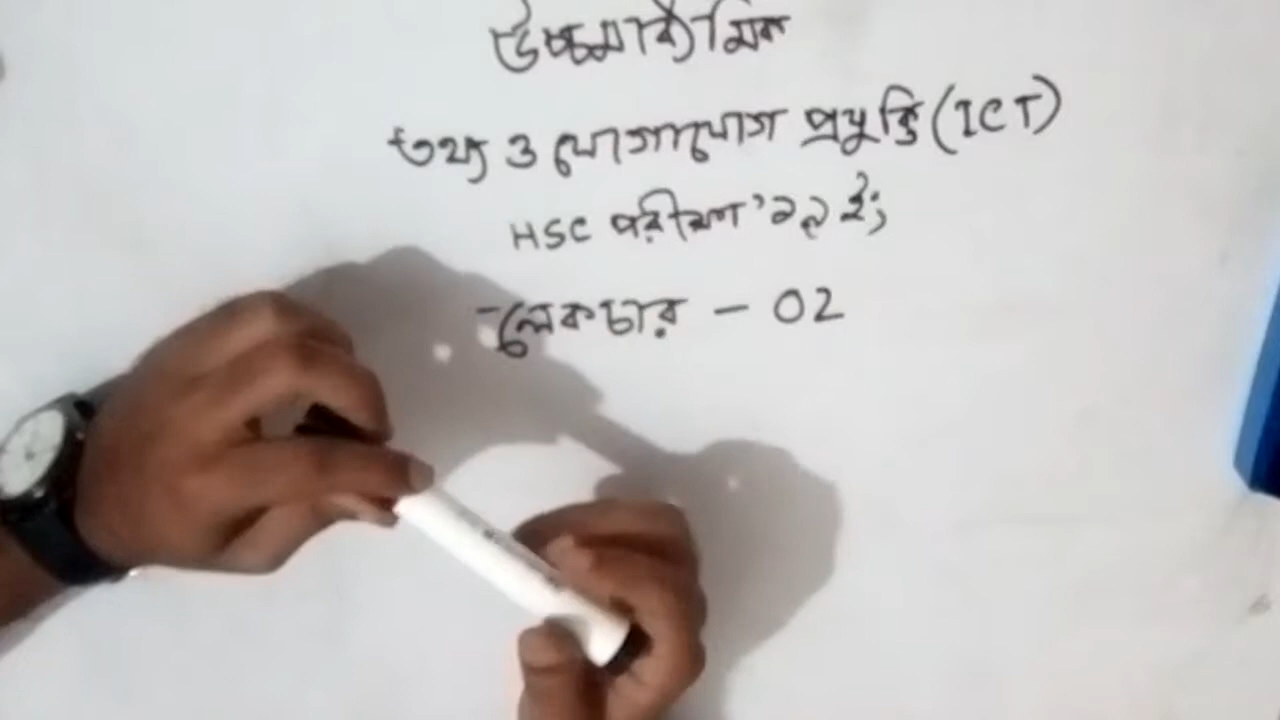 উচ্চমাধ্যমিক
তথ্য ও যোগাযোগ প্রযুক্তি (ICT)
HSC পরীক্ষা '২২ ইং
লেকচার - 02